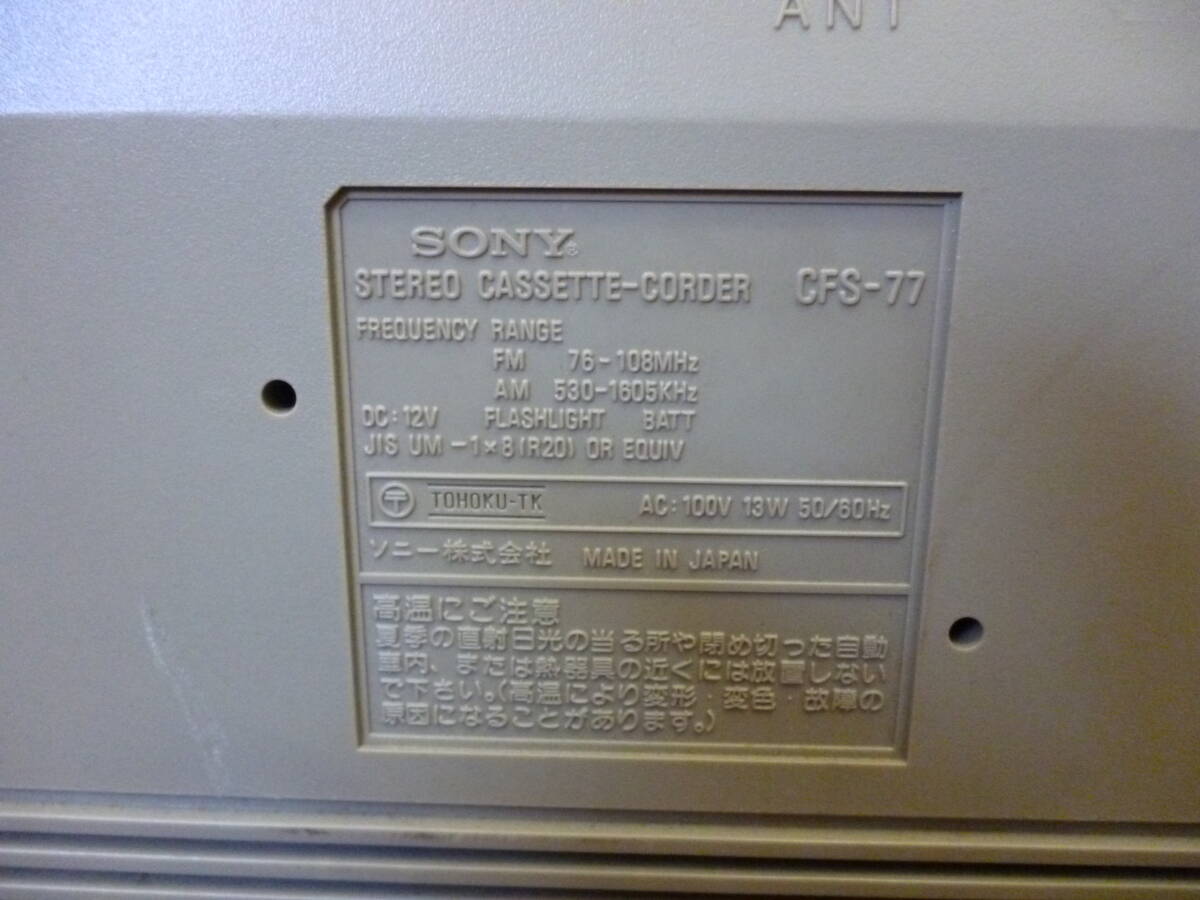 ANT
SONY®
STEREO CASSETTE-CORDER CFS-77
FREQUENCY RANGE
FM 76-108MHz
AM 530-1605KHz
DC:12V FLASHLIGHT BATT
JIS UM-1×8(R20) OR EQUIV
〶 TOHOKU-TK AC:100V 13W 50/60Hz
ソニー株式会社 MADE IN JAPAN
高温にご注意
夏季の直射日光の当る所や閉め切った自動
車内、または熱器具の近くには放置しない
で下さい。(高温により変形・変色・故障の
原因になることがあります。)